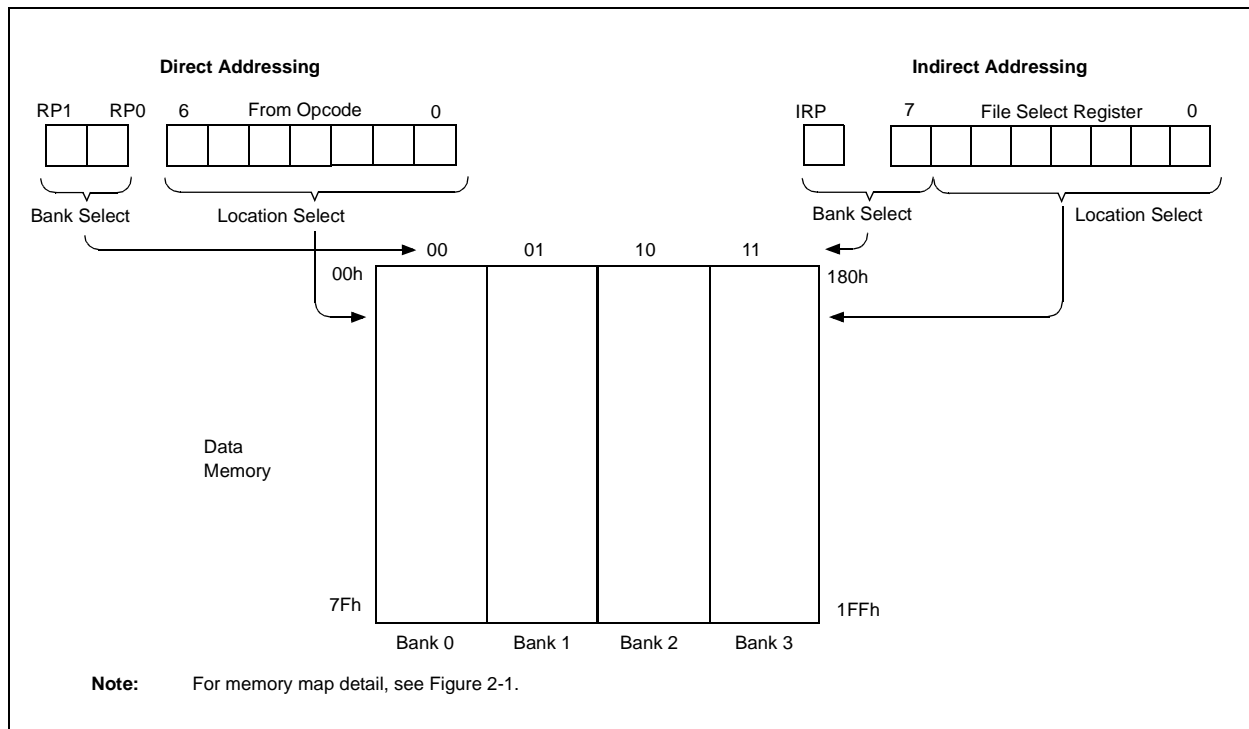 Direct Addressing Indirect Addressing
RP1 RP0 6 From Opcode 0 IRP 7 File Select Register 0
Bank Select Location Select Bank Select Location Select
00 01 10 11
00h 180h
Data
Memory
7Fh 1FFh
Bank 0 Bank 1 Bank 2 Bank 3
Note: For memory map detail, see Figure 2-1.